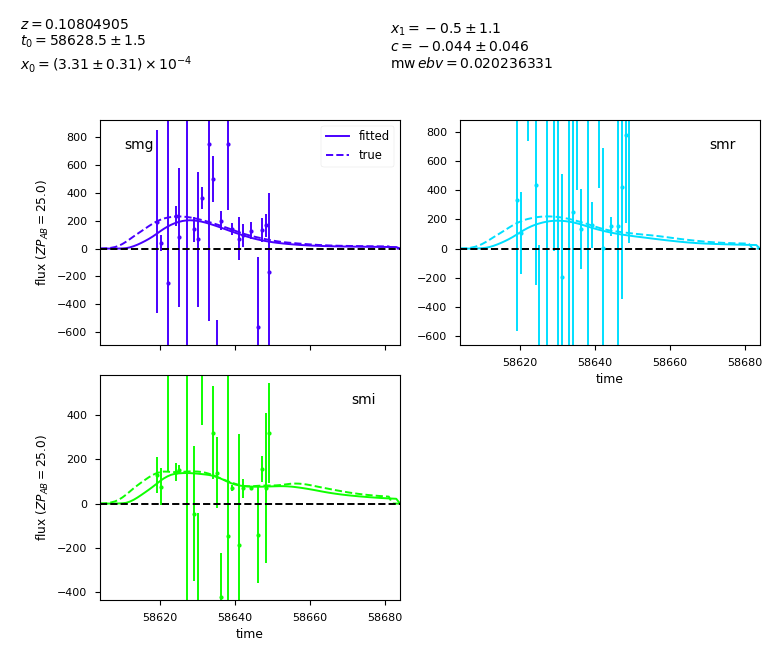 z = 0.10804905
t₀ = 58628.5 ± 1.5
x₀ = (3.31 ± 0.31) × 10⁻⁴
x₁ = −0.5 ± 1.1
c = −0.044 ± 0.046
mw ebv = 0.020236331
smg
fitted
true
800
600
400
200
0
−200
−400
−600
flux (ZP_AB = 25.0)
smr
800
600
400
200
0
−200
−400
−600
58620
58640
58660
58680
time
smi
400
200
0
−200
−400
flux (ZP_AB = 25.0)
58620
58640
58660
58680
time